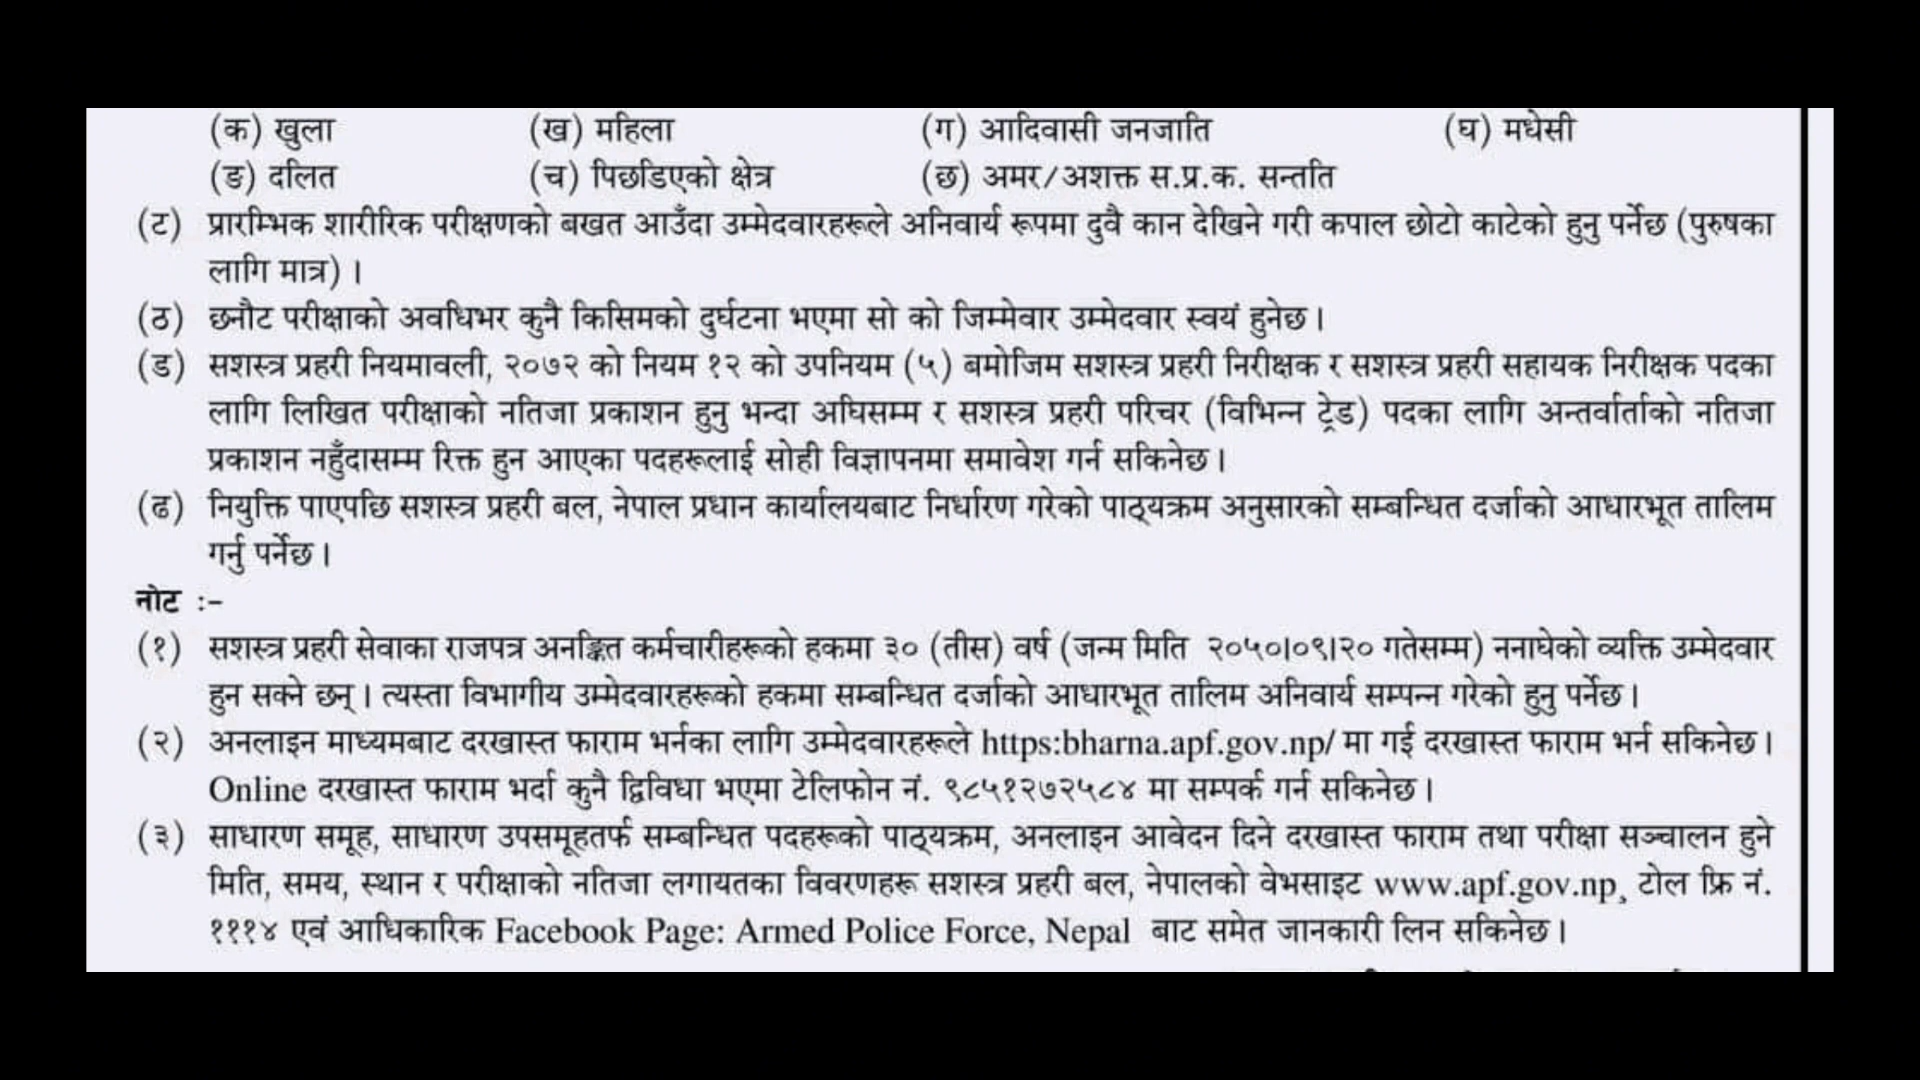 (क) खुला (ख) महिला (ग) आदिवासी जनजाति (घ) मधेसी
(ङ) दलित (च) पिछडिएको क्षेत्र (छ) अमर/अशक्त स.प्र.क. सन्तति
(ट) प्रारम्भिक शारीरिक परीक्षणको बखत आउँदा उम्मेदवारहरूले अनिवार्य रूपमा दुवै कान देखिने गरी कपाल छोटो काटेको हुनु पर्नेछ (पुरुषका
लागि मात्र) ।
(ठ) छनौट परीक्षाको अवधिभर कुनै किसिमको दुर्घटना भएमा सो को जिम्मेवार उम्मेदवार स्वयं हुनेछ ।
(ड) सशस्त्र प्रहरी नियमावली, २०७२ को नियम १२ को उपनियम (५) बमोजिम सशस्त्र प्रहरी निरीक्षक र सशस्त्र प्रहरी सहायक निरीक्षक पदका
लागि लिखित परीक्षाको नतिजा प्रकाशन हुनु भन्दा अघिसम्म र सशस्त्र प्रहरी परिचर (विभिन्न ट्रेड) पदका लागि अन्तर्वार्ताको नतिजा
प्रकाशन नहुँदासम्म रिक्त हुन आएका पदहरूलाई सोही विज्ञापनमा समावेश गर्न सकिनेछ ।
(ढ) नियुक्ति पाएपछि सशस्त्र प्रहरी बल, नेपाल प्रधान कार्यालयबाट निर्धारण गरेको पाठ्यक्रम अनुसारको सम्बन्धित दर्जाको आधारभूत तालिम
गर्नु पर्नेछ ।
नोट :–
(१) सशस्त्र प्रहरी सेवाका राजपत्र अनङ्कित कर्मचारीहरूको हकमा ३० (तीस) वर्ष (जन्म मिति २०५०।०९।२० गतेसम्म) ननाघेको व्यक्ति उम्मेदवार
हुन सक्ने छन् । त्यस्ता विभागीय उम्मेदवारहरूको हकमा सम्बन्धित दर्जाको आधारभूत तालिम अनिवार्य सम्पन्न गरेको हुनु पर्नेछ ।
(२) अनलाइन माध्यमबाट दरखास्त फाराम भर्नका लागि उम्मेदवारहरूले https:bharna.apf.gov.np/ मा गई दरखास्त फाराम भर्न सकिनेछ ।
Online दरखास्त फाराम भर्दा कुनै द्विविधा भएमा टेलिफोन नं. ९८५१२७२५८४ मा सम्पर्क गर्न सकिनेछ ।
(३) साधारण समूह, साधारण उपसमूहतर्फ सम्बन्धित पदहरूको पाठ्यक्रम, अनलाइन आवेदन दिने दरखास्त फाराम तथा परीक्षा सञ्चालन हुने
मिति, समय, स्थान र परीक्षाको नतिजा लगायतका विवरणहरू सशस्त्र प्रहरी बल, नेपालको वेभसाइट www.apf.gov.np, टोल फ्रि नं.
१११४ एवं आधिकारिक Facebook Page: Armed Police Force, Nepal बाट समेत जानकारी लिन सकिनेछ ।